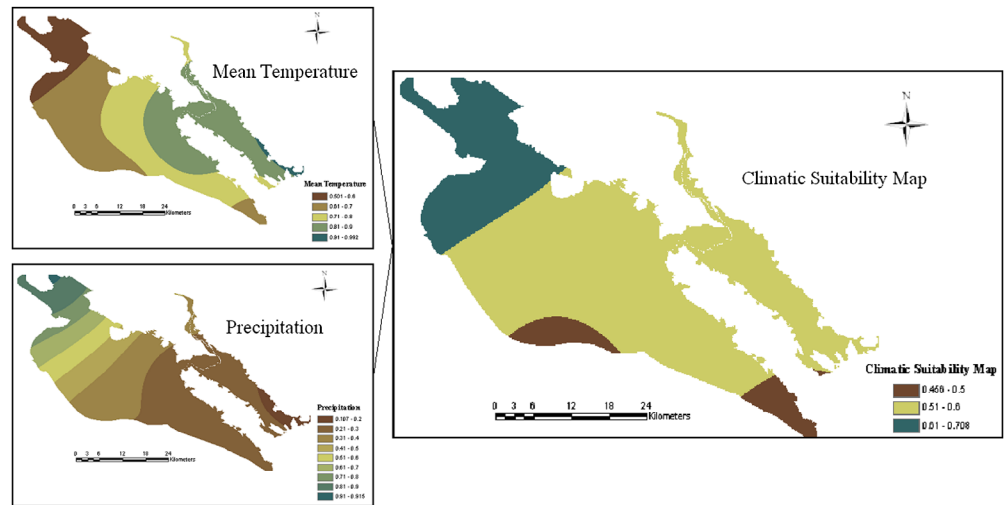 N
Mean Temperature
Mean Temperature
0.501 - 0.6
0.61 - 0.7
0.71 - 0.8
0.81 - 0.9
0.91 - 0.992
0 3 6 12 18 24
Kilometers
N
Precipitation
Precipitation
0.107 - 0.2
0.21 - 0.3
0.31 - 0.4
0.41 - 0.5
0.51 - 0.6
0.61 - 0.7
0.71 - 0.8
0.81 - 0.9
0.91 - 0.915
0 3 6 12 18 24
Kilometers
N
Climatic Suitability Map
Climatic Suitability Map
0.466 - 0.5
0.51 - 0.6
0.61 - 0.708
0 3 6 12 18 24
Kilometers